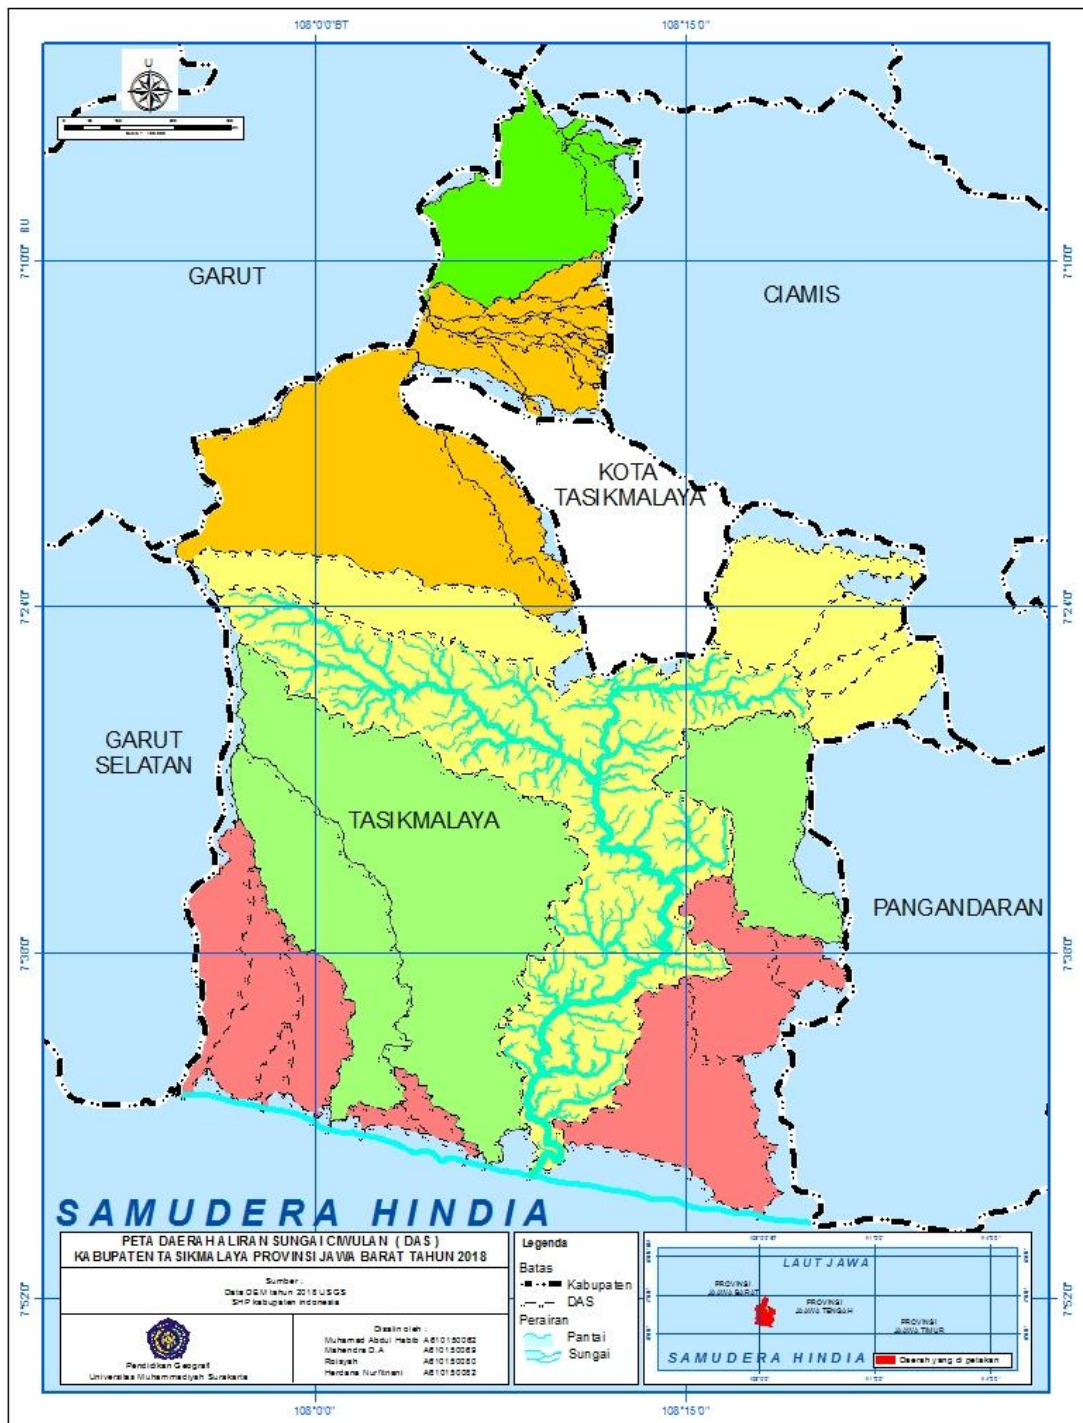 108°0'0"BT
108°15'0"
U
7°10'0" BU
7°10'0"
GARUT
CIAMIS
KOTA
TASIKMALAYA
7°24'0"
7°24'0"
GARUT
SELATAN
TASIKMALAYA
PANGANDARAN
7°38'0"
7°38'0"
SAMUDERA HINDIA
PETA DAERAH ALIRAN SUNGAI CIWULAN ( DAS )
KABUPATEN TASIKMALAYA PROVINSI JAWA BARAT TAHUN 2018
Sumber :
Data DEM tahun 2018 USGS
SHP kabupaten Indonesia
Pendidikan Geografi
Universitas Muhammadiyah Surakarta
Disalin oleh :
Muhamad Abdul Habib A610150062
Mahendra D.A A610150069
Roisyah A610150080
Herdana Nurfitriani A610150082
Legenda
Batas
Kabupaten
DAS
Perairan
Pantai
Sungai
LAUT JAWA
PROVINSI
JAWA BARAT
PROVINSI
JAWA TENGAH
PROVINSI
JAWA TIMUR
SAMUDERA HINDIA
Daerah yang di petakan
7°52'0"
7°52'0"
108°0'0"
108°15'0"